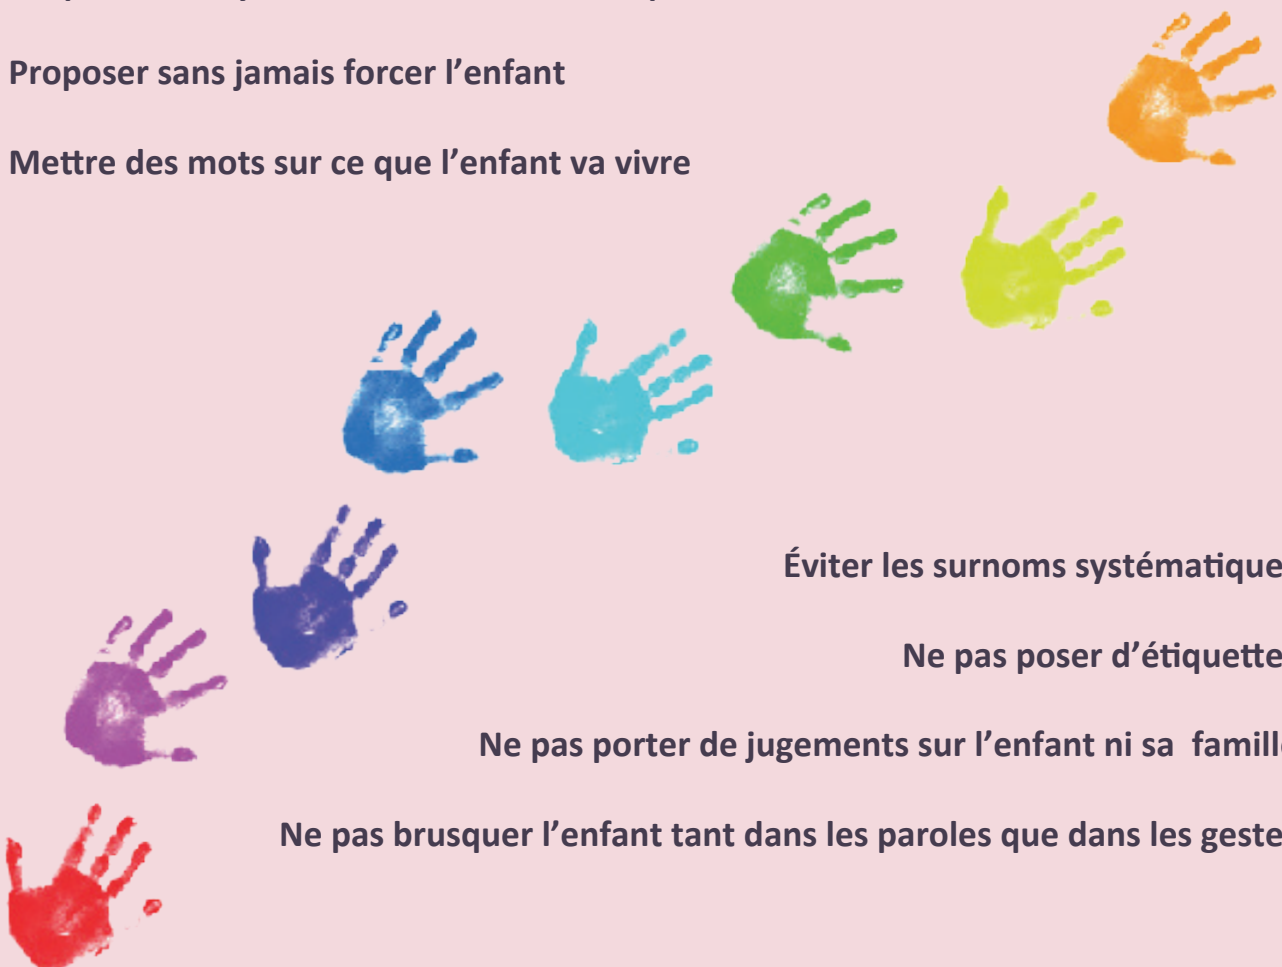 Proposer sans jamais forcer l’enfant
Mettre des mots sur ce que l’enfant va vivre
Éviter les surnoms systématique
Ne pas poser d’étiquette
Ne pas porter de jugements sur l’enfant ni sa  famille
Ne pas brusquer l’enfant tant dans les paroles que dans les geste